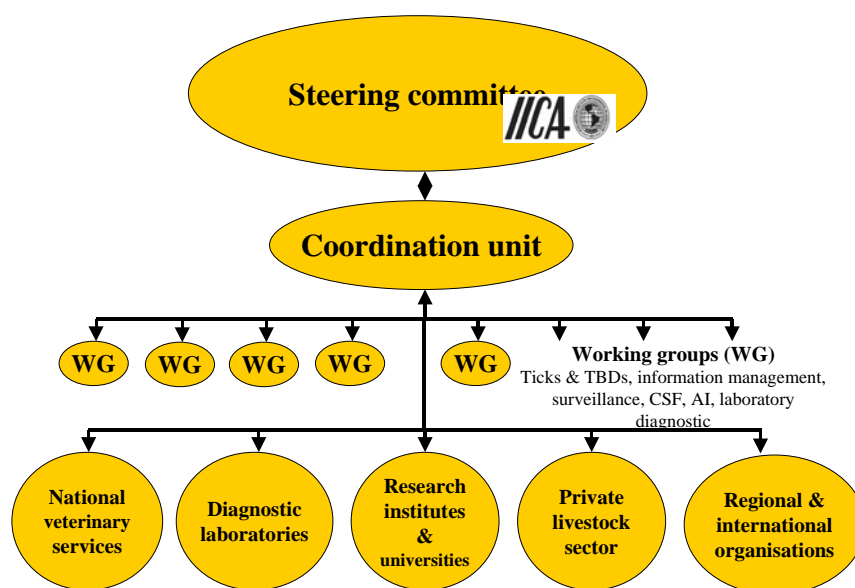 Steering committee
IICA
Coordination unit
WG WG WG WG WG
Working groups (WG)
Ticks & TBDs, information management,
surveillance, CSF, AI, laboratory
diagnostic
National
veterinary
services
Diagnostic
laboratories
Research
institutes
&
universities
Private
livestock
sector
Regional &
international
organisations